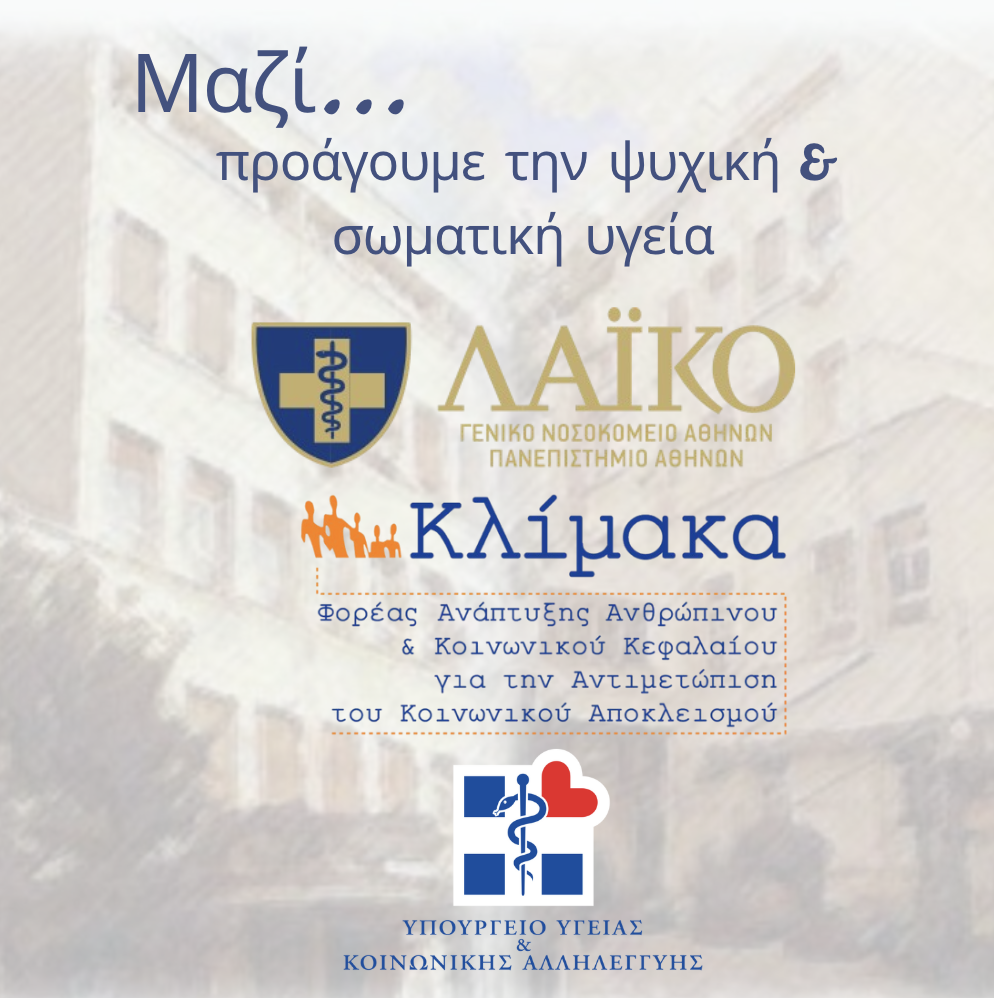 Μαζί...
προάγουμε την ψυχική &
σωματική υγεία
ΛΑΪΚΟ
ΓΕΝΙΚΟ ΝΟΣΟΚΟΜΕΙΟ ΑΘΗΝΩΝ
ΠΑΝΕΠΙΣΤΗΜΙΟ ΑΘΗΝΩΝ
Κλίμακα
Φορέας Ανάπτυξης Ανθρώπινου
& Κοινωνικού Κεφαλαίου
για την Αντιμετώπιση
του Κοινωνικού Αποκλεισμού
ΥΠΟΥΡΓΕΙΟ ΥΓΕΙΑΣ
&
ΚΟΙΝΩΝΙΚΗΣ ΑΛΛΗΛΕΓΓΥΗΣ